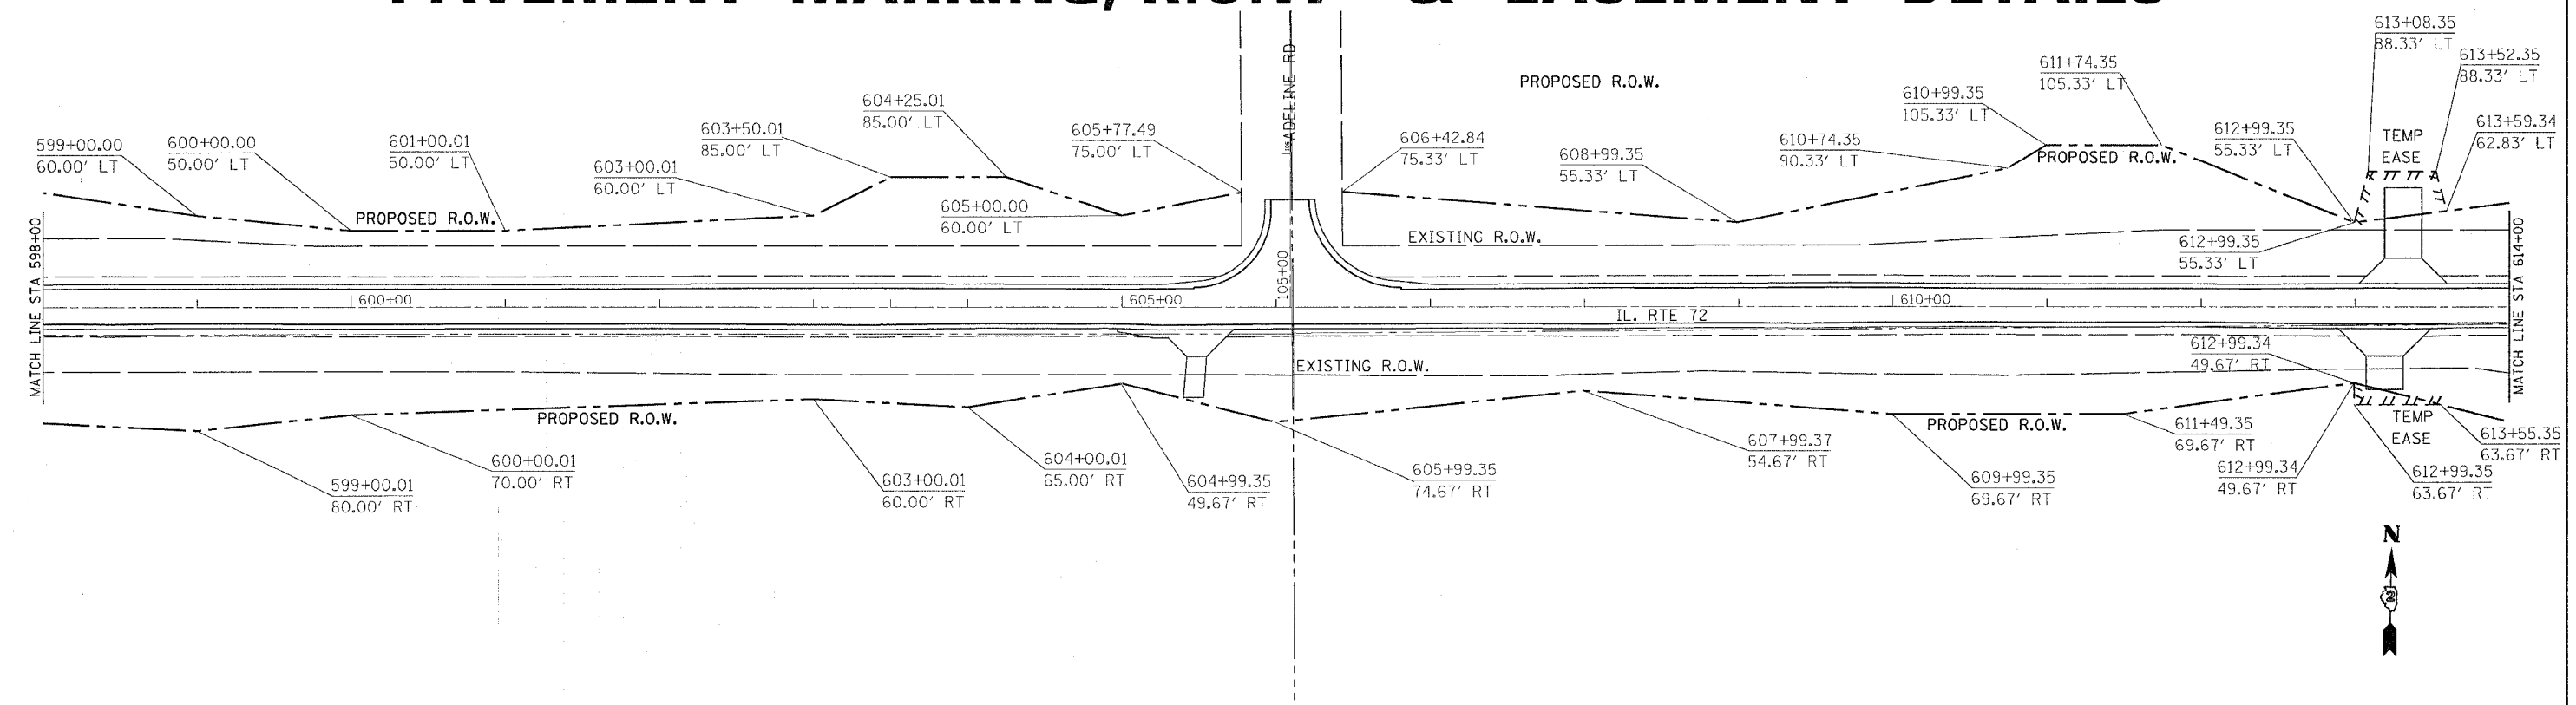 PAVEMENT MARKING, R.O.W. & EASEMENT DETAILS
613+08.35
88.33' LT
613+52.35
88.33' LT
611+74.35
105.33' LT
PROPOSED R.O.W.
610+99.35
105.33' LT
604+25.01
85.00' LT
603+50.01
85.00' LT
605+77.49
75.00' LT
606+42.84
75.33' LT
612+99.35
55.33' LT
613+59.34
62.83' LT
599+00.00
60.00' LT
600+00.00
50.00' LT
601+00.01
50.00' LT
603+00.01
60.00' LT
608+99.35
55.33' LT
610+74.35
90.33' LT
TEMP
EASE
PROPOSED R.O.W.
ADELINE RD
PROPOSED R.O.W.
605+00.00
60.00' LT
EXISTING R.O.W.
612+99.35
55.33' LT
MATCH LINE STA 598+00
MATCH LINE STA 614+00
105+00
600+00
605+00
610+00
IL. RTE 72
612+99.34
49.67' RT
EXISTING R.O.W.
PROPOSED R.O.W.
PROPOSED R.O.W.
TEMP
EASE
611+49.35
69.67' RT
613+55.35
63.67' RT
607+99.37
54.67' RT
600+00.01
70.00' RT
604+00.01
65.00' RT
605+99.35
74.67' RT
612+99.34
49.67' RT
612+99.35
63.67' RT
599+00.01
80.00' RT
603+00.01
60.00' RT
604+99.35
49.67' RT
609+99.35
69.67' RT
N
2